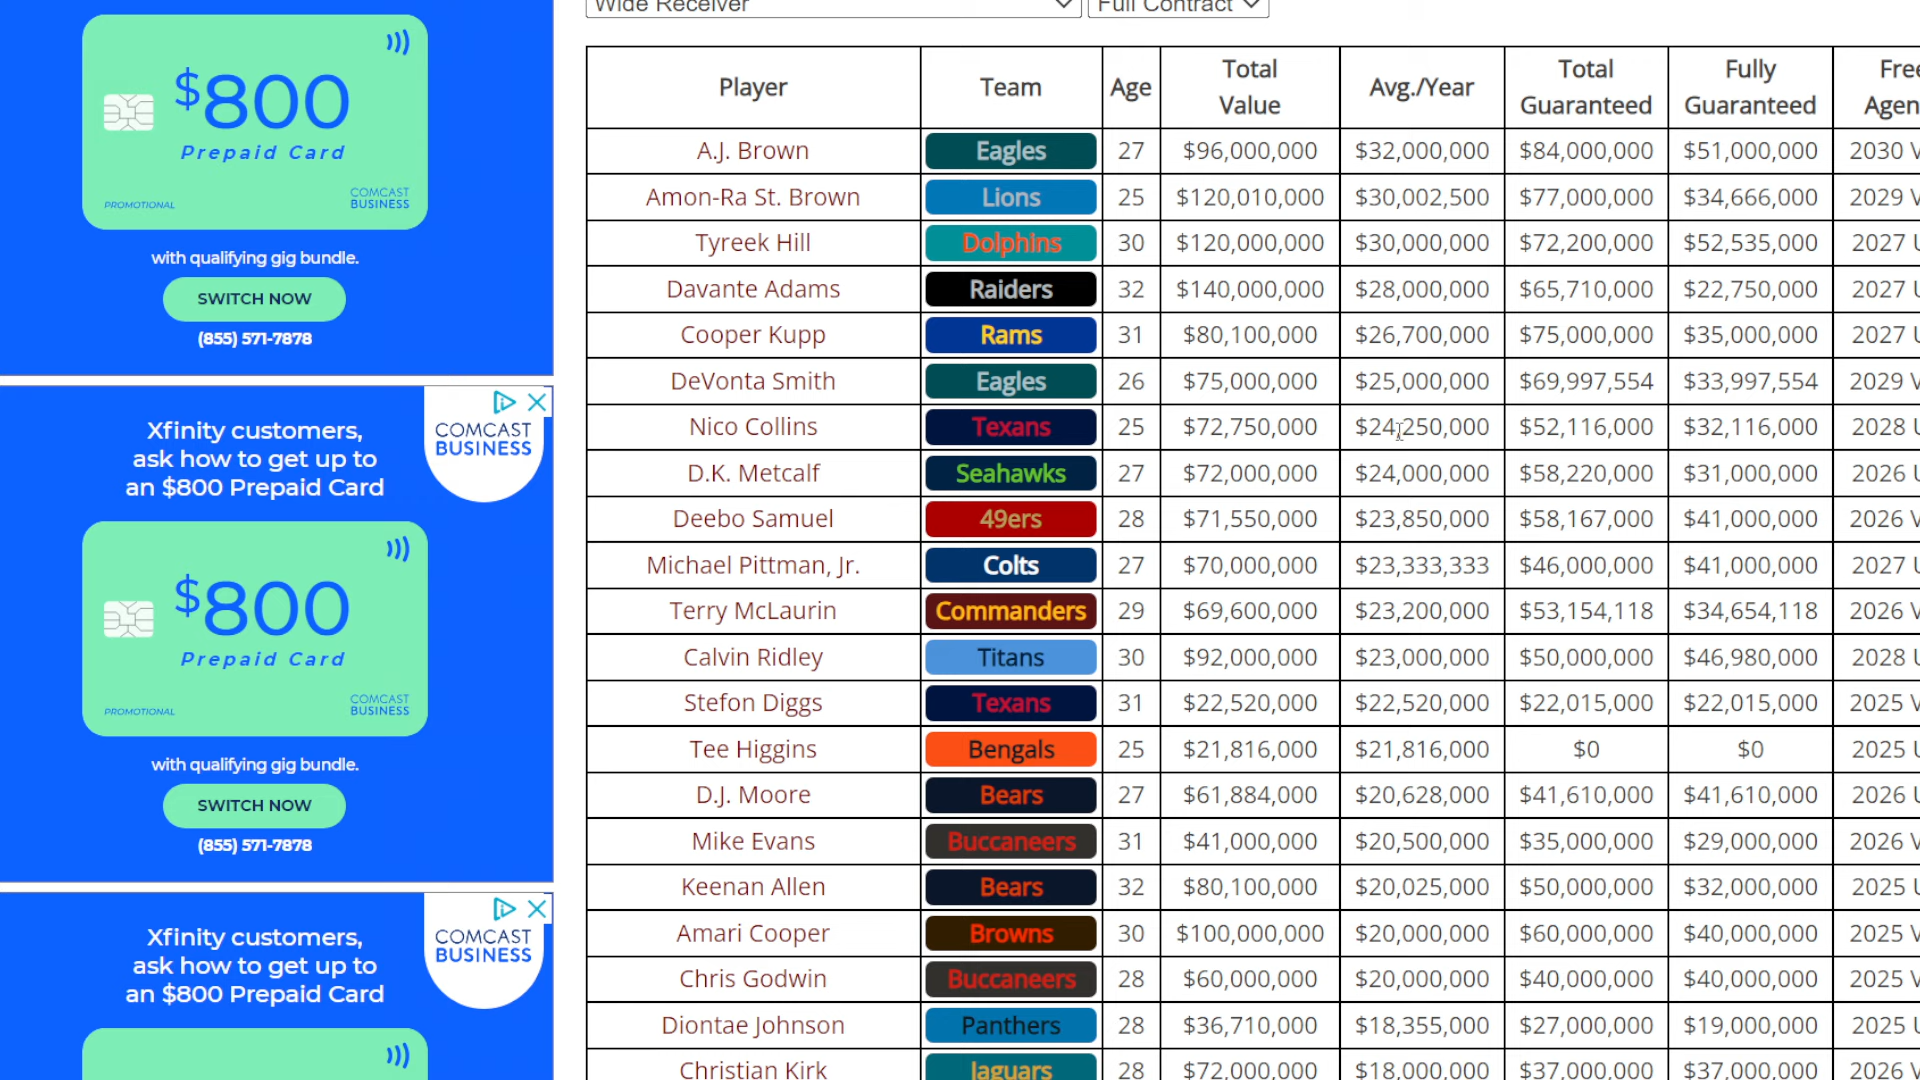 $800
Prepaid Card
PROMOTIONAL
COMCAST
BUSINESS
with qualifying gig bundle.
SWITCH NOW
(855) 571-7878
Xfinity customers,
ask how to get up to
an $800 Prepaid Card
COMCAST
BUSINESS
$800
Prepaid Card
PROMOTIONAL
COMCAST
BUSINESS
with qualifying gig bundle.
SWITCH NOW
(855) 571-7878
Xfinity customers,
ask how to get up to
an $800 Prepaid Card
COMCAST
BUSINESS
Wide Receiver Full Contract
Player Team Age Total Value Avg./Year Total Guaranteed Fully Guaranteed Free Agen
A.J. Brown Eagles 27 $96,000,000 $32,000,000 $84,000,000 $51,000,000 2030 V
Amon-Ra St. Brown Lions 25 $120,010,000 $30,002,500 $77,000,000 $34,666,000 2029 V
Tyreek Hill Dolphins 30 $120,000,000 $30,000,000 $72,200,000 $52,535,000 2027 U
Davante Adams Raiders 32 $140,000,000 $28,000,000 $65,710,000 $22,750,000 2027 U
Cooper Kupp Rams 31 $80,100,000 $26,700,000 $75,000,000 $35,000,000 2027 U
DeVonta Smith Eagles 26 $75,000,000 $25,000,000 $69,997,554 $33,997,554 2029 V
Nico Collins Texans 25 $72,750,000 $24,250,000 $52,116,000 $32,116,000 2028 U
D.K. Metcalf Seahawks 27 $72,000,000 $24,000,000 $58,220,000 $31,000,000 2026 U
Deebo Samuel 49ers 28 $71,550,000 $23,850,000 $58,167,000 $41,000,000 2026 V
Michael Pittman, Jr. Colts 27 $70,000,000 $23,333,333 $46,000,000 $41,000,000 2027 U
Terry McLaurin Commanders 29 $69,600,000 $23,200,000 $53,154,118 $34,654,118 2026 V
Calvin Ridley Titans 30 $92,000,000 $23,000,000 $50,000,000 $46,980,000 2028 U
Stefon Diggs Texans 31 $22,520,000 $22,520,000 $22,015,000 $22,015,000 2025 V
Tee Higgins Bengals 25 $21,816,000 $21,816,000 $0 $0 2025 U
D.J. Moore Bears 27 $61,884,000 $20,628,000 $41,610,000 $41,610,000 2026 U
Mike Evans Buccaneers 31 $41,000,000 $20,500,000 $35,000,000 $29,000,000 2026 V
Keenan Allen Bears 32 $80,100,000 $20,025,000 $50,000,000 $32,000,000 2025 U
Amari Cooper Browns 30 $100,000,000 $20,000,000 $60,000,000 $40,000,000 2025 V
Chris Godwin Buccaneers 28 $60,000,000 $20,000,000 $40,000,000 $40,000,000 2025 V
Diontae Johnson Panthers 28 $36,710,000 $18,355,000 $27,000,000 $19,000,000 2025 U
Christian Kirk Jaguars 28 $72,000,000 $18,000,000 $37,000,000 $37,000,000 2026 V